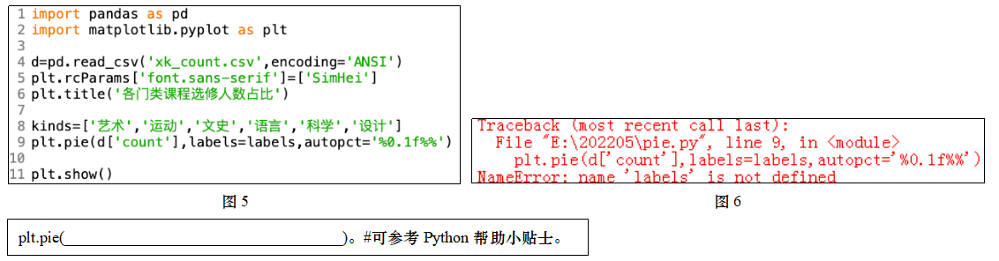 1 import pandas as pd
2 import matplotlib.pyplot as plt
3
4 d=pd.read_csv('xk_count.csv',encoding='ANSI')
5 plt.rcParams['font.sans-serif']=['SimHei']
6 plt.title('各门类课程选修人数占比')
7
8 kinds=['艺术','运动','文史','语言','科学','设计']
9 plt.pie(d['count'],labels=labels,autopct='%0.1f%%')
10
11 plt.show()
图 5
Traceback (most recent call last):
File "E:\202205\pie.py", line 9, in <module>
plt.pie(d['count'],labels=labels,autopct='%0.1f%%')
NameError: name 'labels' is not defined
图 6
plt.pie(___________________________________)。#可参考 Python 帮助小贴士。